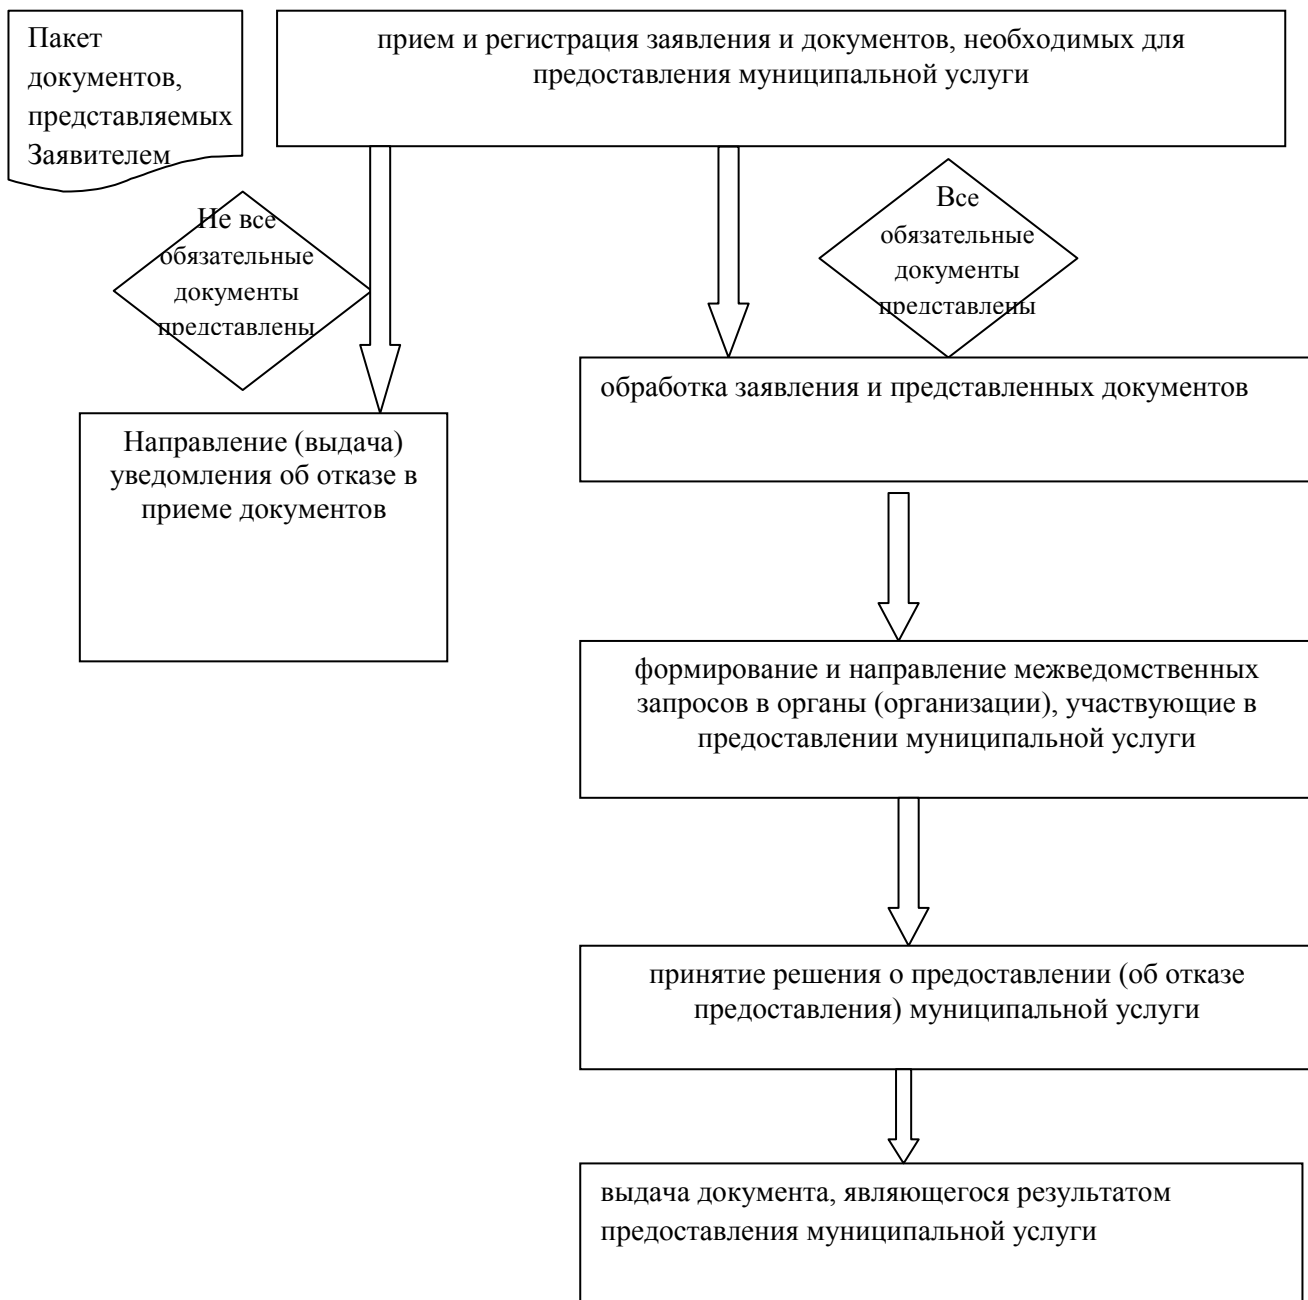 Пакет
документов,
представляемых
Заявителем
прием и регистрация заявления и документов, необходимых для
предоставления муниципальной услуги
Не все
обязательные
документы
представлены
Все
обязательные
документы
представлены
обработка заявления и представленных документов
Направление (выдача)
уведомления об отказе в
приеме документов
формирование и направление межведомственных
запросов в органы (организации), участвующие в
предоставлении муниципальной услуги
принятие решения о предоставлении (об отказе
предоставления) муниципальной услуги
выдача документа, являющегося результатом
предоставления муниципальной услуги